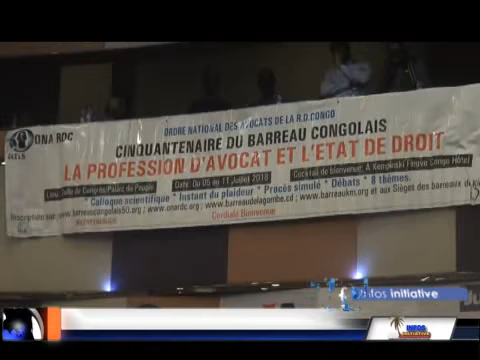 ONA RDC
ORDRE NATIONAL DES AVOCATS DE LA R.D.CONGO
CINQUANTENAIRE DU BARREAU CONGOLAIS
LA PROFESSION D'AVOCAT ET L'ETAT DE DROIT
Lieu: Salle de Congrès/Palais du Peuple
Date: Du 05 au 11 Juillet 2018
Cocktail de bienvenue: A Kempinski Fleuve Congo Hôtel
* Colloque scientifique * Instant du plaideur * Procès simulé * Débats * 8 thèmes.
Inscription sur: www.barreaucongolais50.org ; www.onardc.org ; www.barreaudelagombe.cd ; www.barreaukm.org et aux Sièges des barreaux du
Cordiale Bienvenue
infos initiative
INFOS
INITIATIVE